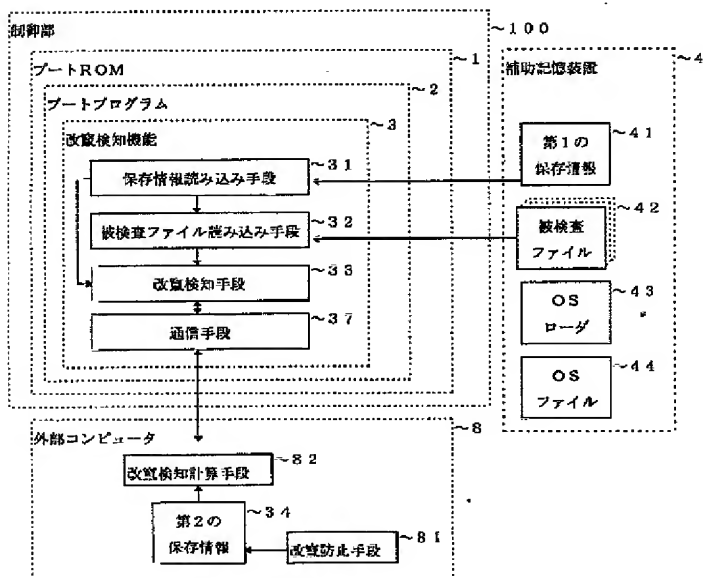 制御部
~100
ブートROM
~1
ブートプログラム
~2
改竄検知機能
~3
保存情報読み込み手段
~31
被検査ファイル読み込み手段
~32
改竄検知手段
~33
通信手段
~37
補助記憶装置
~4
第1の
保存情報
~41
被検査
ファイル
~42
OS
ローダ
~43
OS
ファイル
~44
外部コンピュータ
~8
改竄検知計算手段
~82
第2の
保存情報
~34
改竄防止手段
~81